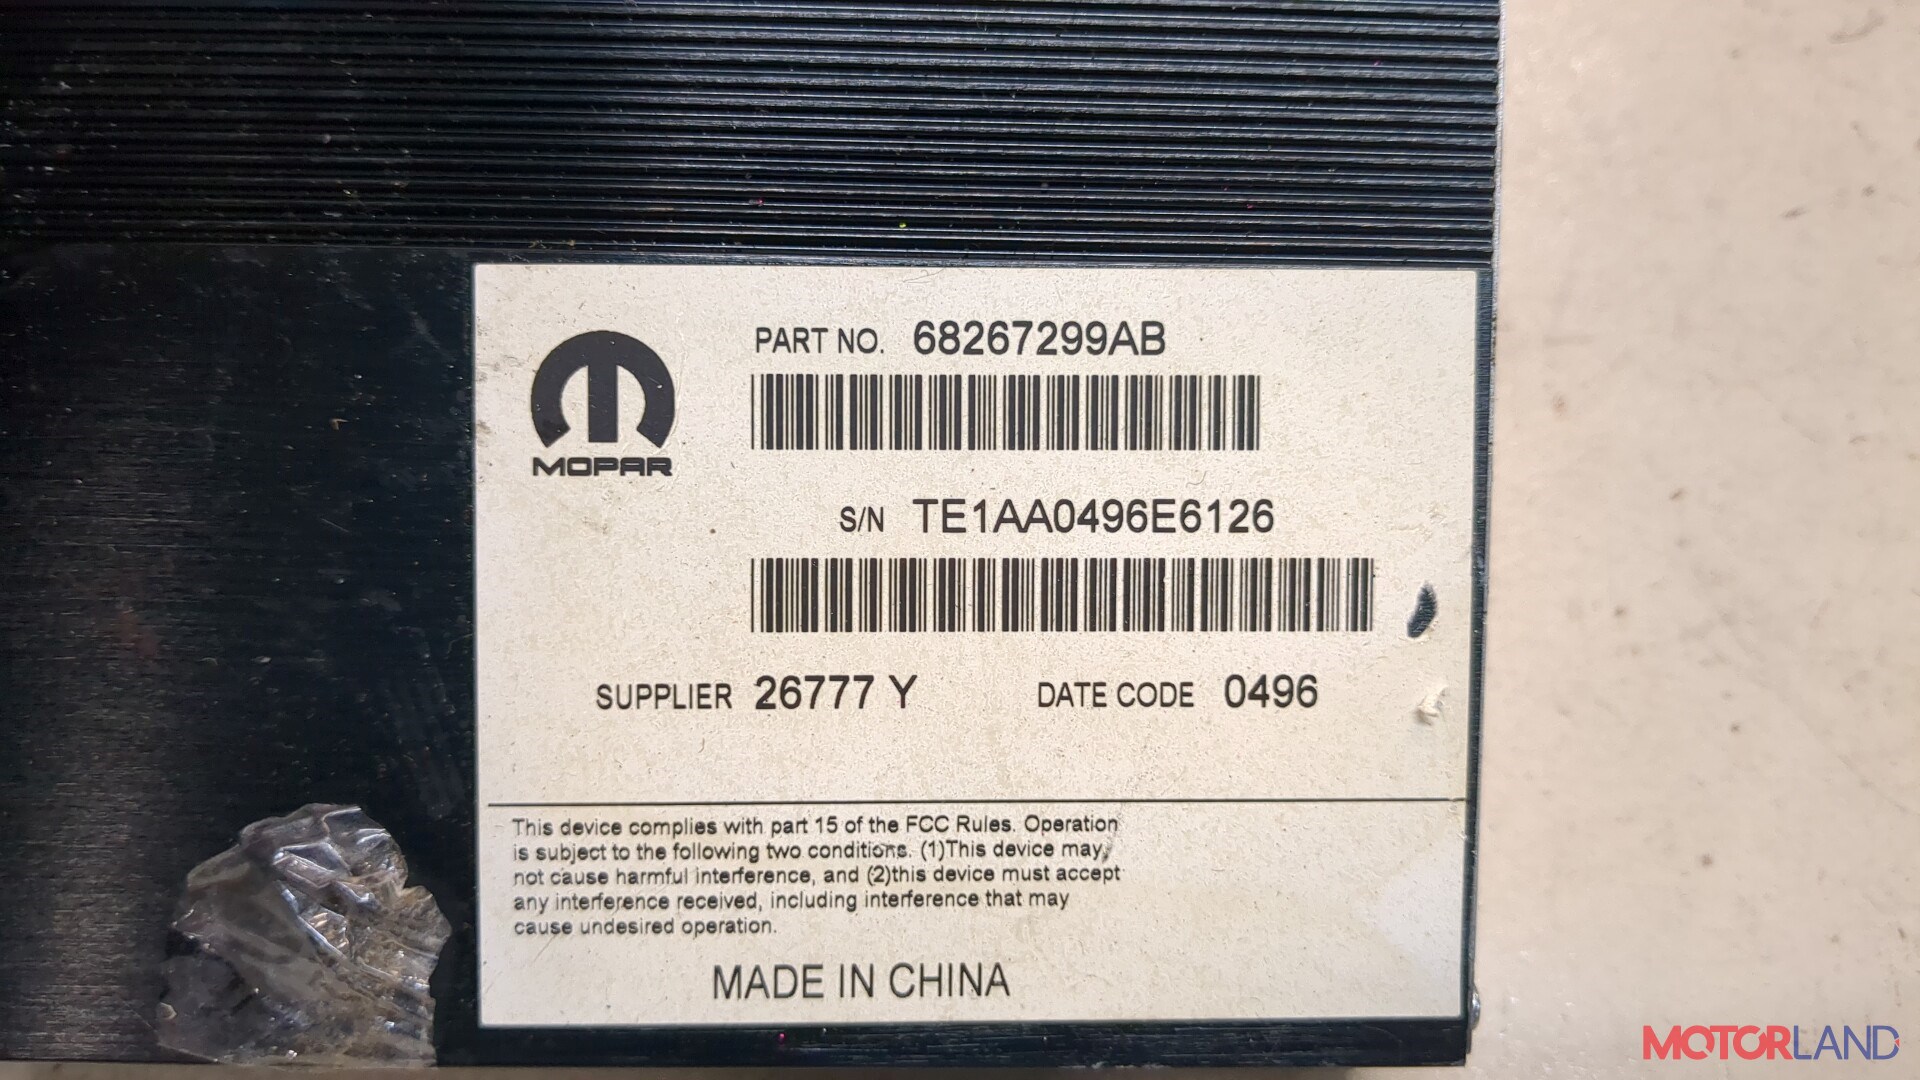 PART NO. 68267299AB
MOPAR
S/N TE1AA0496E6126
SUPPLIER 26777 Y DATE CODE 0496
This device complies with part 15 of the FCC Rules. Operation
is subject to the following two conditions. (1)This device may,
not cause harmful interference, and (2)this device must accept
any interference received, including interference that may
cause undesired operation.
MADE IN CHINA
MOTORLAND